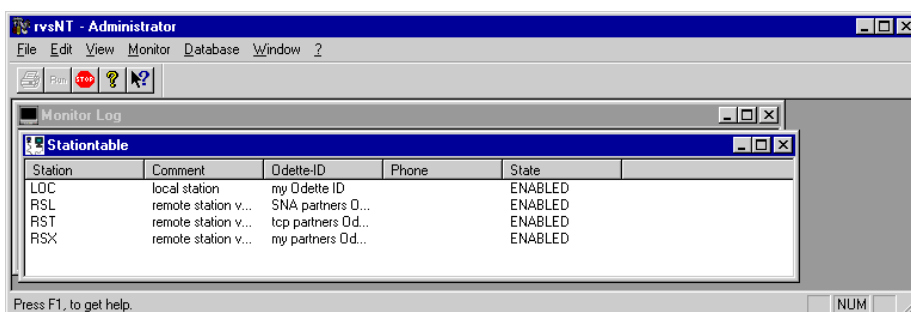 rvsNT - Administrator
File Edit View Monitor Database Window ?
Run STOP ? ?
Monitor Log
Stationtable
Station Comment Odette-ID Phone State
LOC local station my Odette ID ENABLED
RSL remote station v... SNA partners O... ENABLED
RST remote station v... tcp partners Od... ENABLED
RSX remote station v... my partners Od... ENABLED
Press F1, to get help. NUM